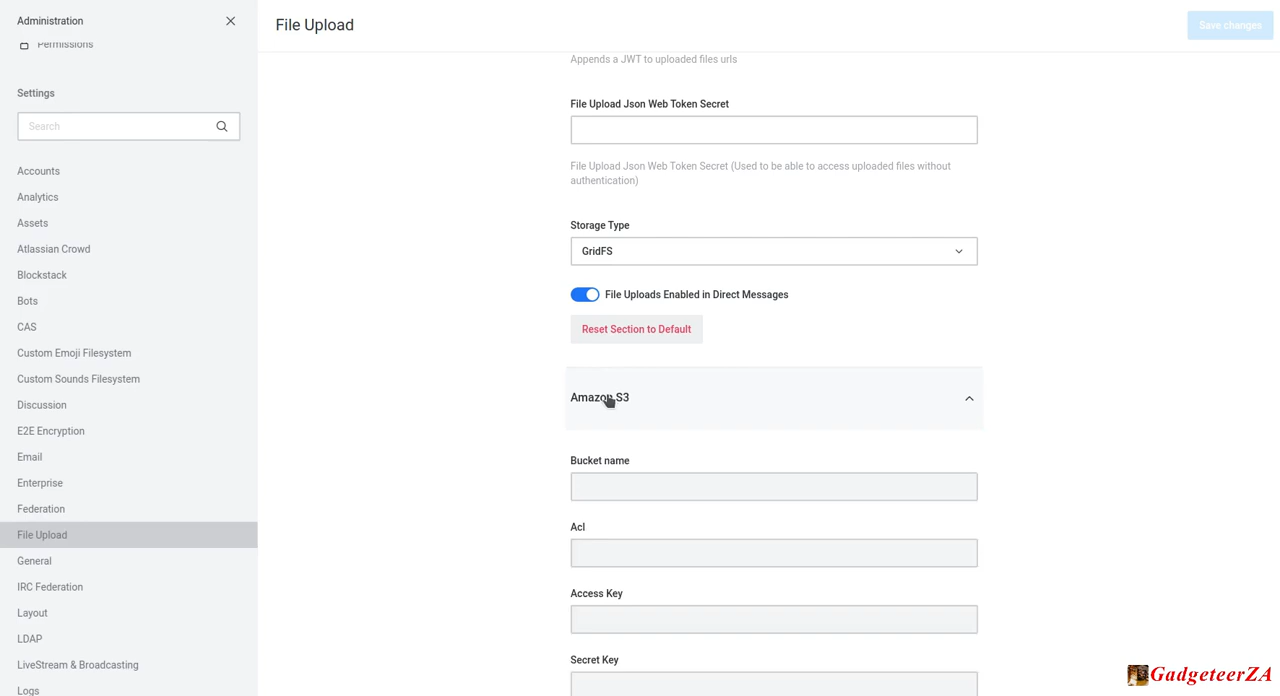 Administration
Permissions
Settings
Search
Accounts
Analytics
Assets
Atlassian Crowd
Blockstack
Bots
CAS
Custom Emoji Filesystem
Custom Sounds Filesystem
Discussion
E2E Encryption
Email
Enterprise
Federation
File Upload
General
IRC Federation
Layout
LDAP
LiveStream & Broadcasting
Logs
File Upload
Save changes
Appends a JWT to uploaded files urls
File Upload Json Web Token Secret
File Upload Json Web Token Secret (Used to be able to access uploaded files without
authentication)
Storage Type
GridFS
File Uploads Enabled in Direct Messages
Reset Section to Default
Amazon S3
Bucket name
Acl
Access Key
Secret Key
GadgeteerZA